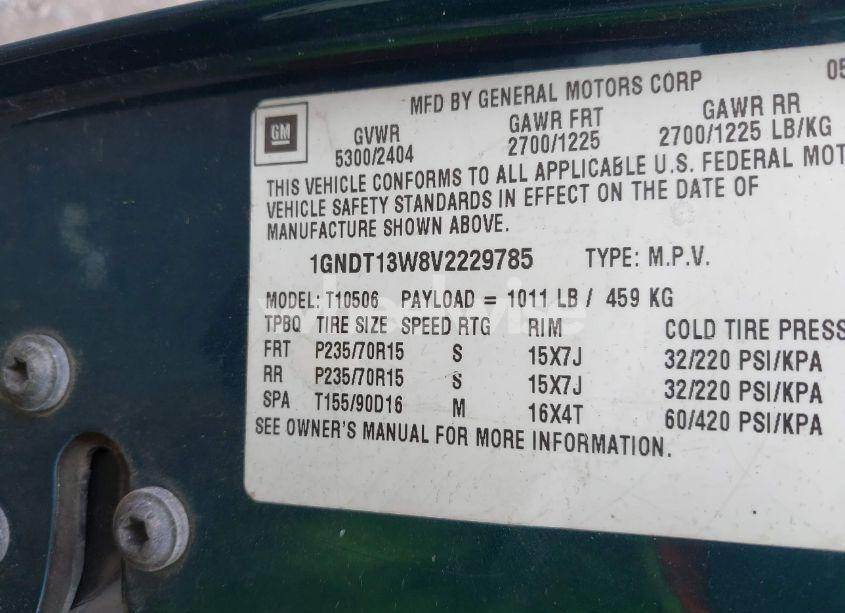 MFD BY GENERAL MOTORS CORP 05
GM
GVWR GAWR FRT GAWR RR
5300/2404 2700/1225 2700/1225 LB/KG
THIS VEHICLE CONFORMS TO ALL APPLICABLE U.S. FEDERAL MOT
VEHICLE SAFETY STANDARDS IN EFFECT ON THE DATE OF
MANUFACTURE SHOWN ABOVE.
1GNDT13W8V2229785 TYPE: M.P.V.
MODEL: T10506 PAYLOAD = 1011 LB / 459 KG
TPBQ TIRE SIZE SPEED RTG RIM COLD TIRE PRESS
FRT P235/70R15 S 15X7J 32/220 PSI/KPA
RR P235/70R15 S 15X7J 32/220 PSI/KPA
SPA T155/90D16 M 16X4T 60/420 PSI/KPA
SEE OWNER'S MANUAL FOR MORE INFORMATION.